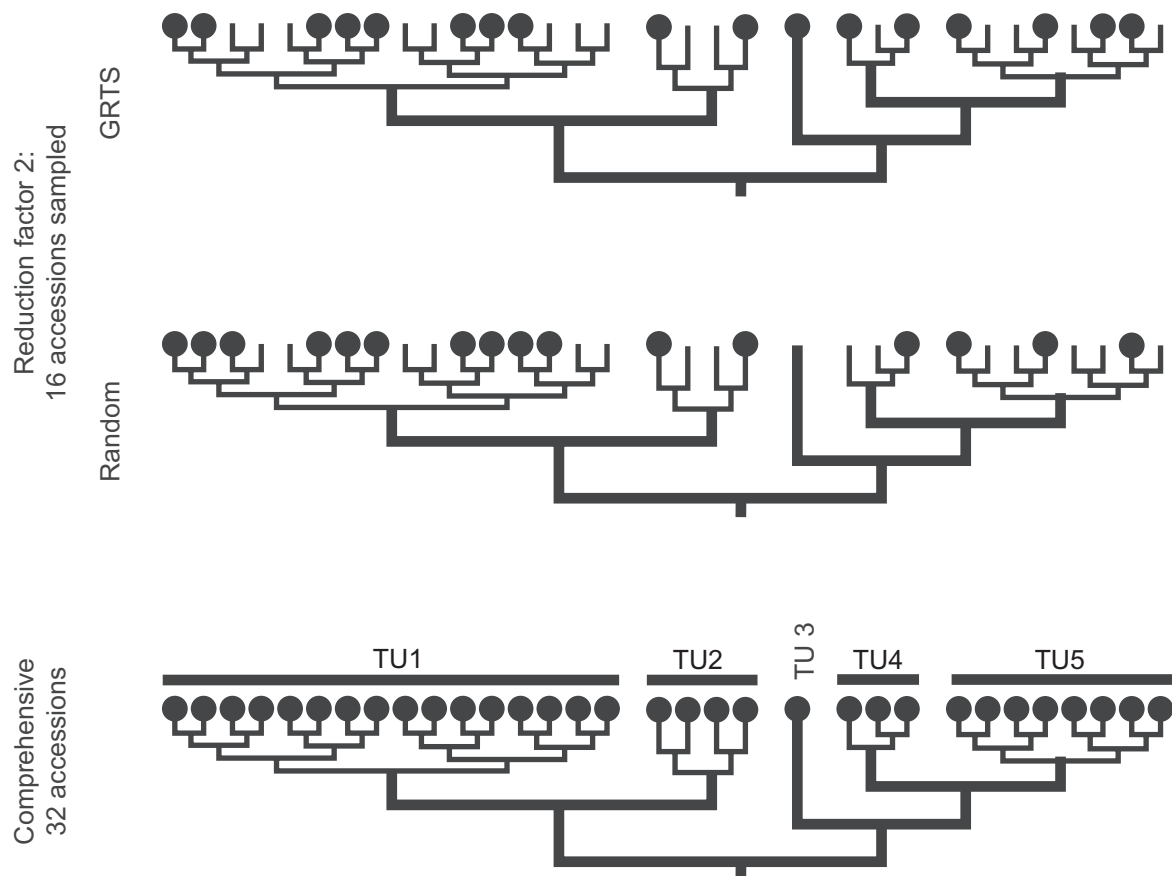 Reduction factor 2:
16 accessions sampled
GRTS
Random
Comprehensive
32 accessions
TU1
TU2
TU 3
TU4
TU5